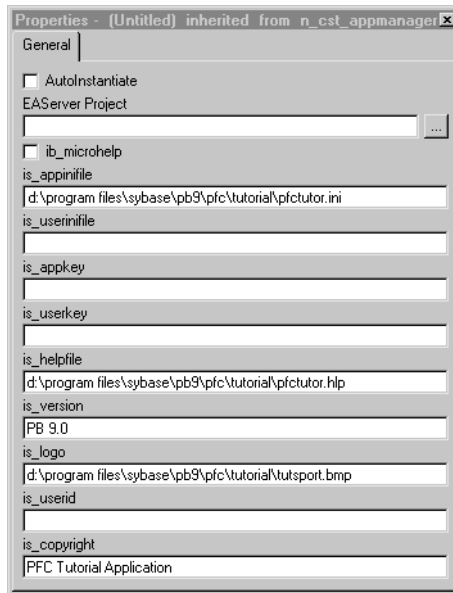 Properties - (Untitled) inherited from n_cst_appmanager
General
AutoInstantiate
EAServer Project
...
ib_microhelp
is_appinifile
d:\program files\sybase\pb9\pfc\tutorial\pfctutor.ini
is_userinifile
is_appkey
is_userkey
is_helpfile
d:\program files\sybase\pb9\pfc\tutorial\pfctutor.hlp
is_version
PB 9.0
is_logo
d:\program files\sybase\pb9\pfc\tutorial\tutsport.bmp
is_userid
is_copyright
PFC Tutorial Application